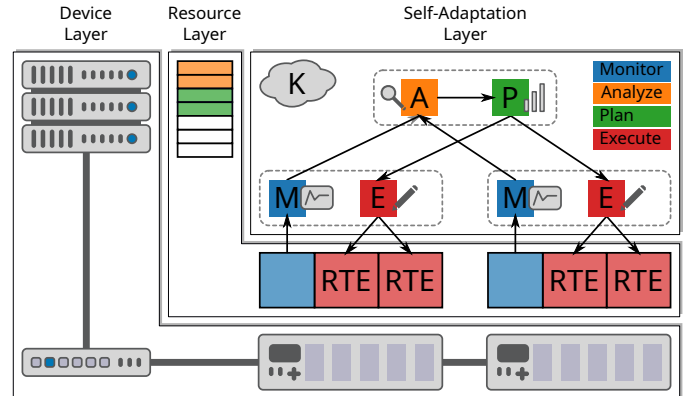 Device
Layer
Resource
Layer
Self-Adaptation
Layer
K
A
P
Monitor
Analyze
Plan
Execute
M
E
M
E
RTE RTE
RTE RTE